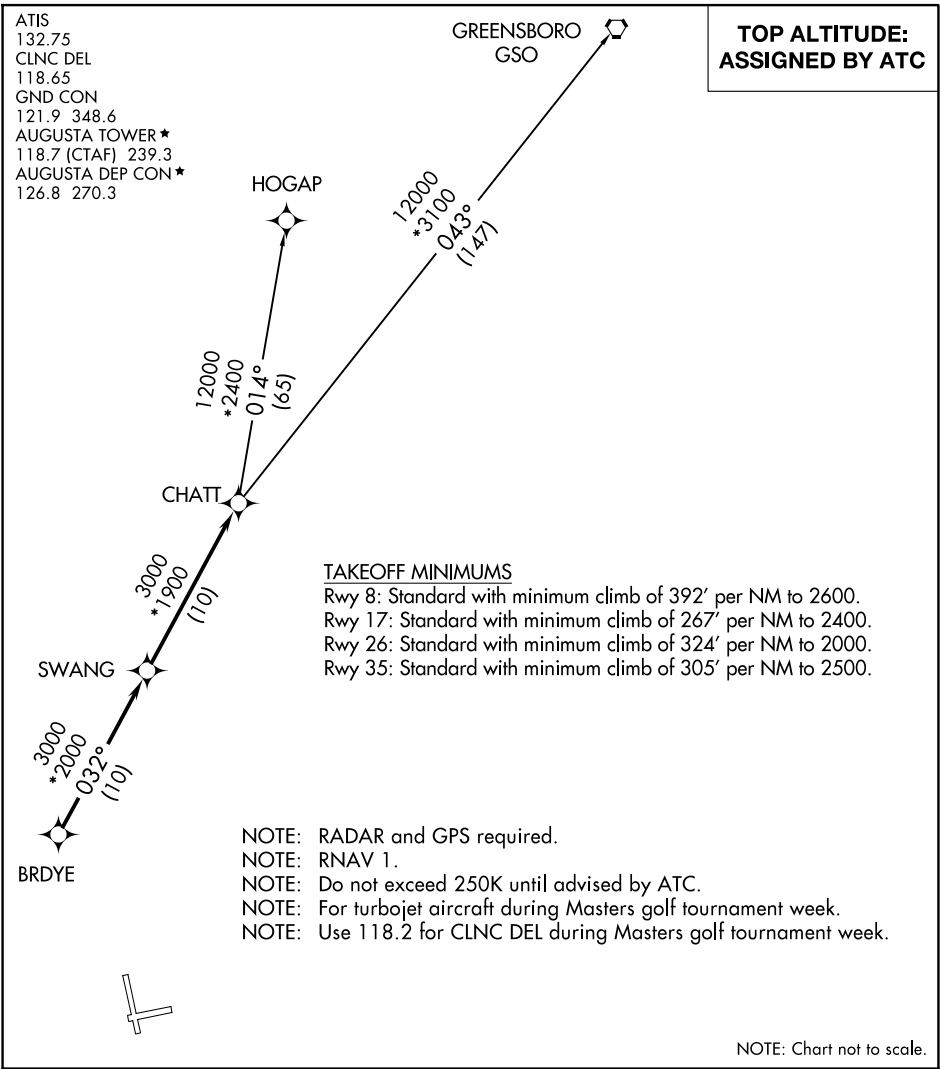 ATIS
132.75
CLNC DEL
118.65
GND CON
121.9 348.6
AUGUSTA TOWER★
118.7 (CTAF) 239.3
AUGUSTA DEP CON★
126.8 270.3
GREENSBORO
GSO
TOP ALTITUDE:
ASSIGNED BY ATC
HOGAP
12000
*3100
043°
(147)
12000
*2400
014°
(65)
CHATT
3000
*1900
(10)
SWANG
3000
*2000
032°
(10)
BRDYE
TAKEOFF MINIMUMS
Rwy 8: Standard with minimum climb of 392' per NM to 2600.
Rwy 17: Standard with minimum climb of 267' per NM to 2400.
Rwy 26: Standard with minimum climb of 324' per NM to 2000.
Rwy 35: Standard with minimum climb of 305' per NM to 2500.
NOTE: RADAR and GPS required.
NOTE: RNAV 1.
NOTE: Do not exceed 250K until advised by ATC.
NOTE: For turbojet aircraft during Masters golf tournament week.
NOTE: Use 118.2 for CLNC DEL during Masters golf tournament week.
NOTE: Chart not to scale.